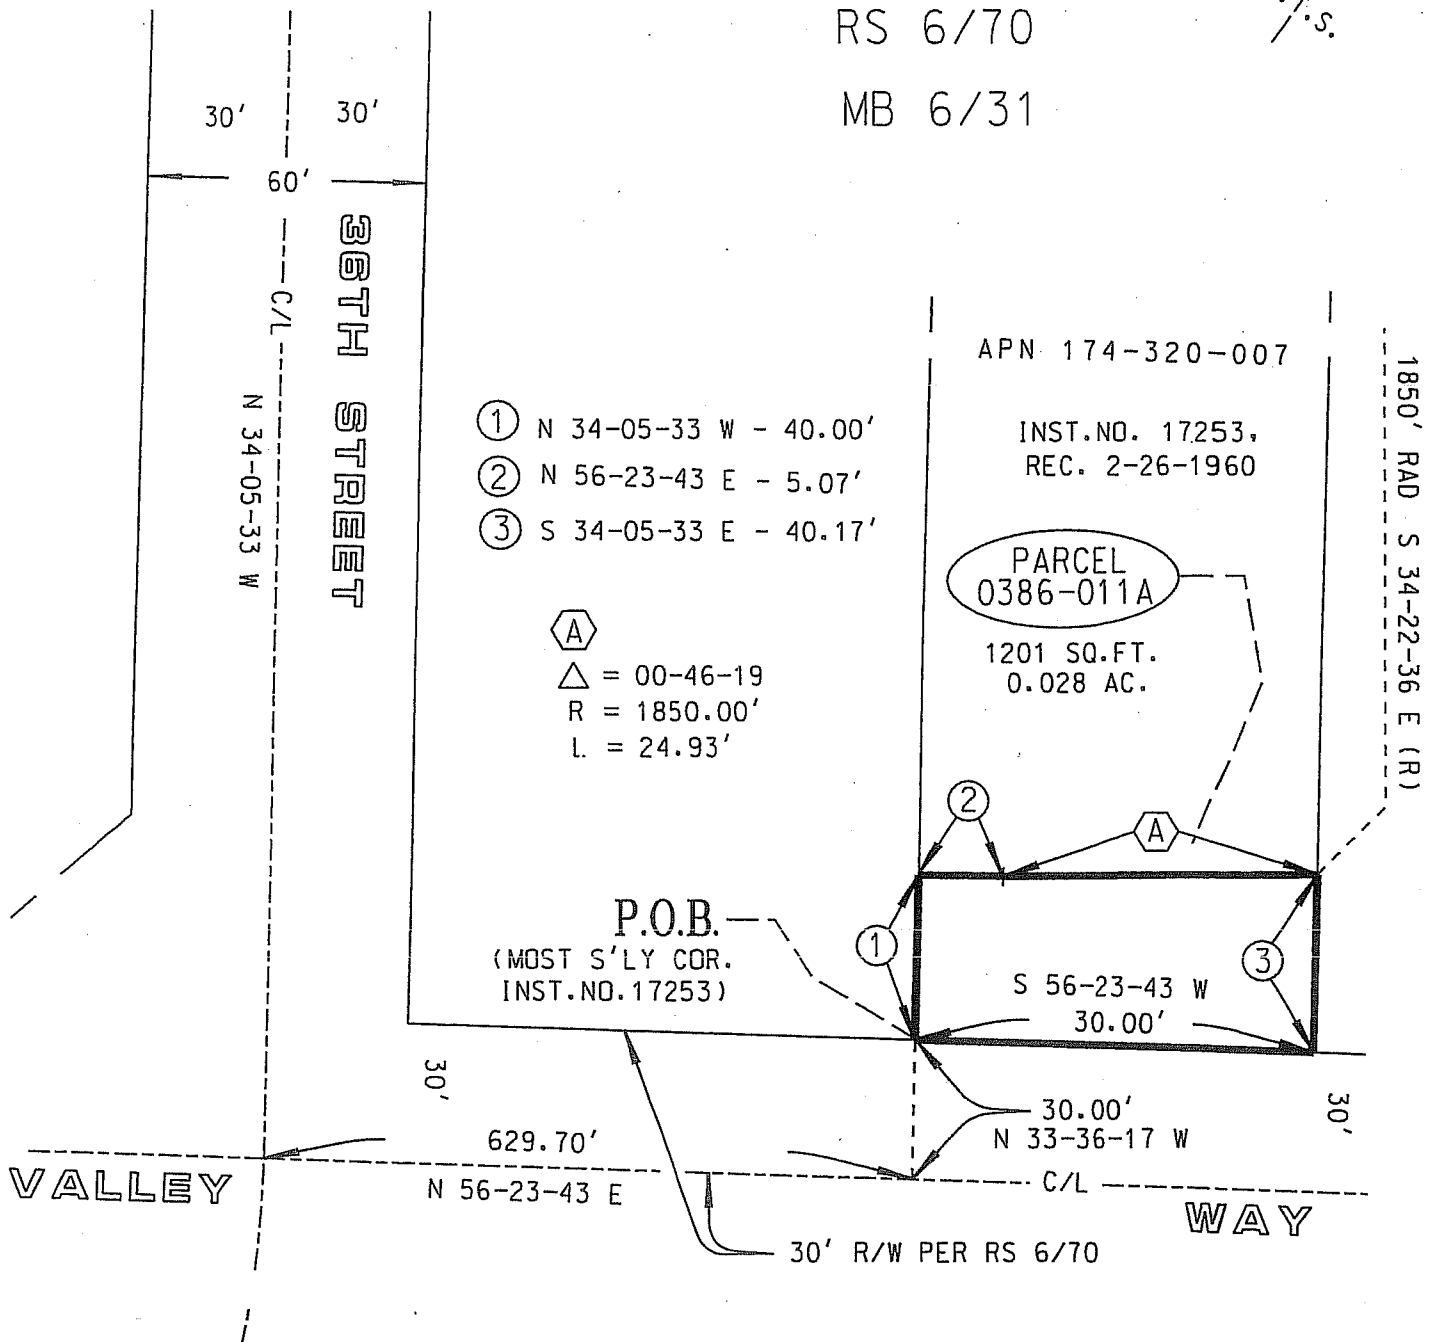 RS 6/70
MB 6/31
30' 30'
60'
36TH STREET
C/L
N 34-05-33 W
① N 34-05-33 W - 40.00'
② N 56-23-43 E - 5.07'
③ S 34-05-33 E - 40.17'
A
△ = 00-46-19
R = 1850.00'
L = 24.93'
APN 174-320-007
INST.NO. 17253,
REC. 2-26-1960
PARCEL
0386-011A
1201 SQ.FT.
0.028 AC.
1850' RAD S 34-22-36 E (R)
②
A
①
③
P.O.B.
(MOST S'LY COR.
INST.NO.17253)
S 56-23-43 W
30.00'
30'
30'
30.00'
N 33-36-17 W
629.70'
N 56-23-43 E
C/L
VALLEY WAY
30' R/W PER RS 6/70